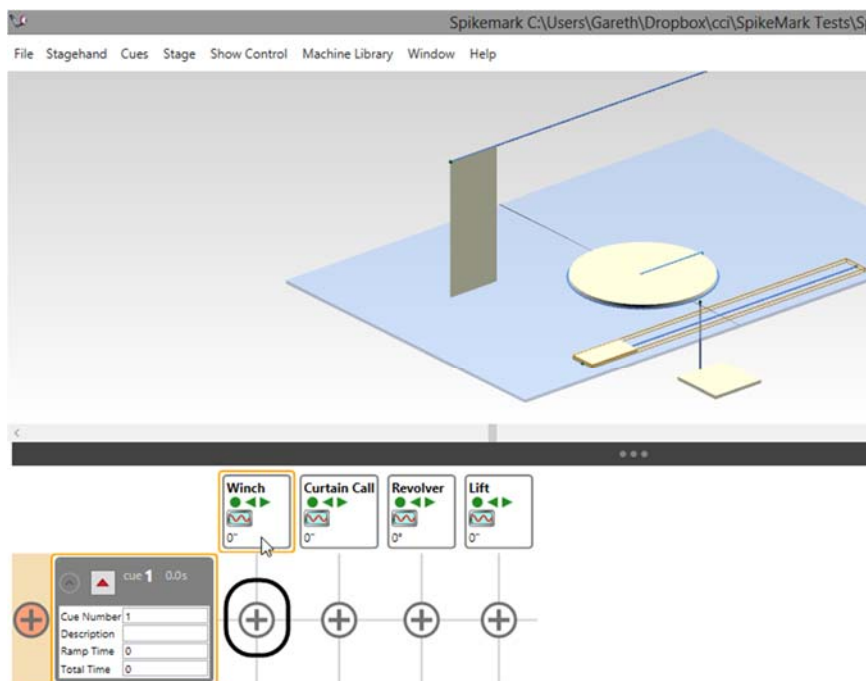 Spikemark C:\Users\Gareth\Dropbox\cci\SpikeMark Tests\Sp
File Stagehand Cues Stage Show Control Machine Library Window Help
Winch Curtain Call Revolver Lift
0" 0" 0° 0"
cue 1 0.0s
Cue Number 1
Description
Ramp Time 0
Total Time 0